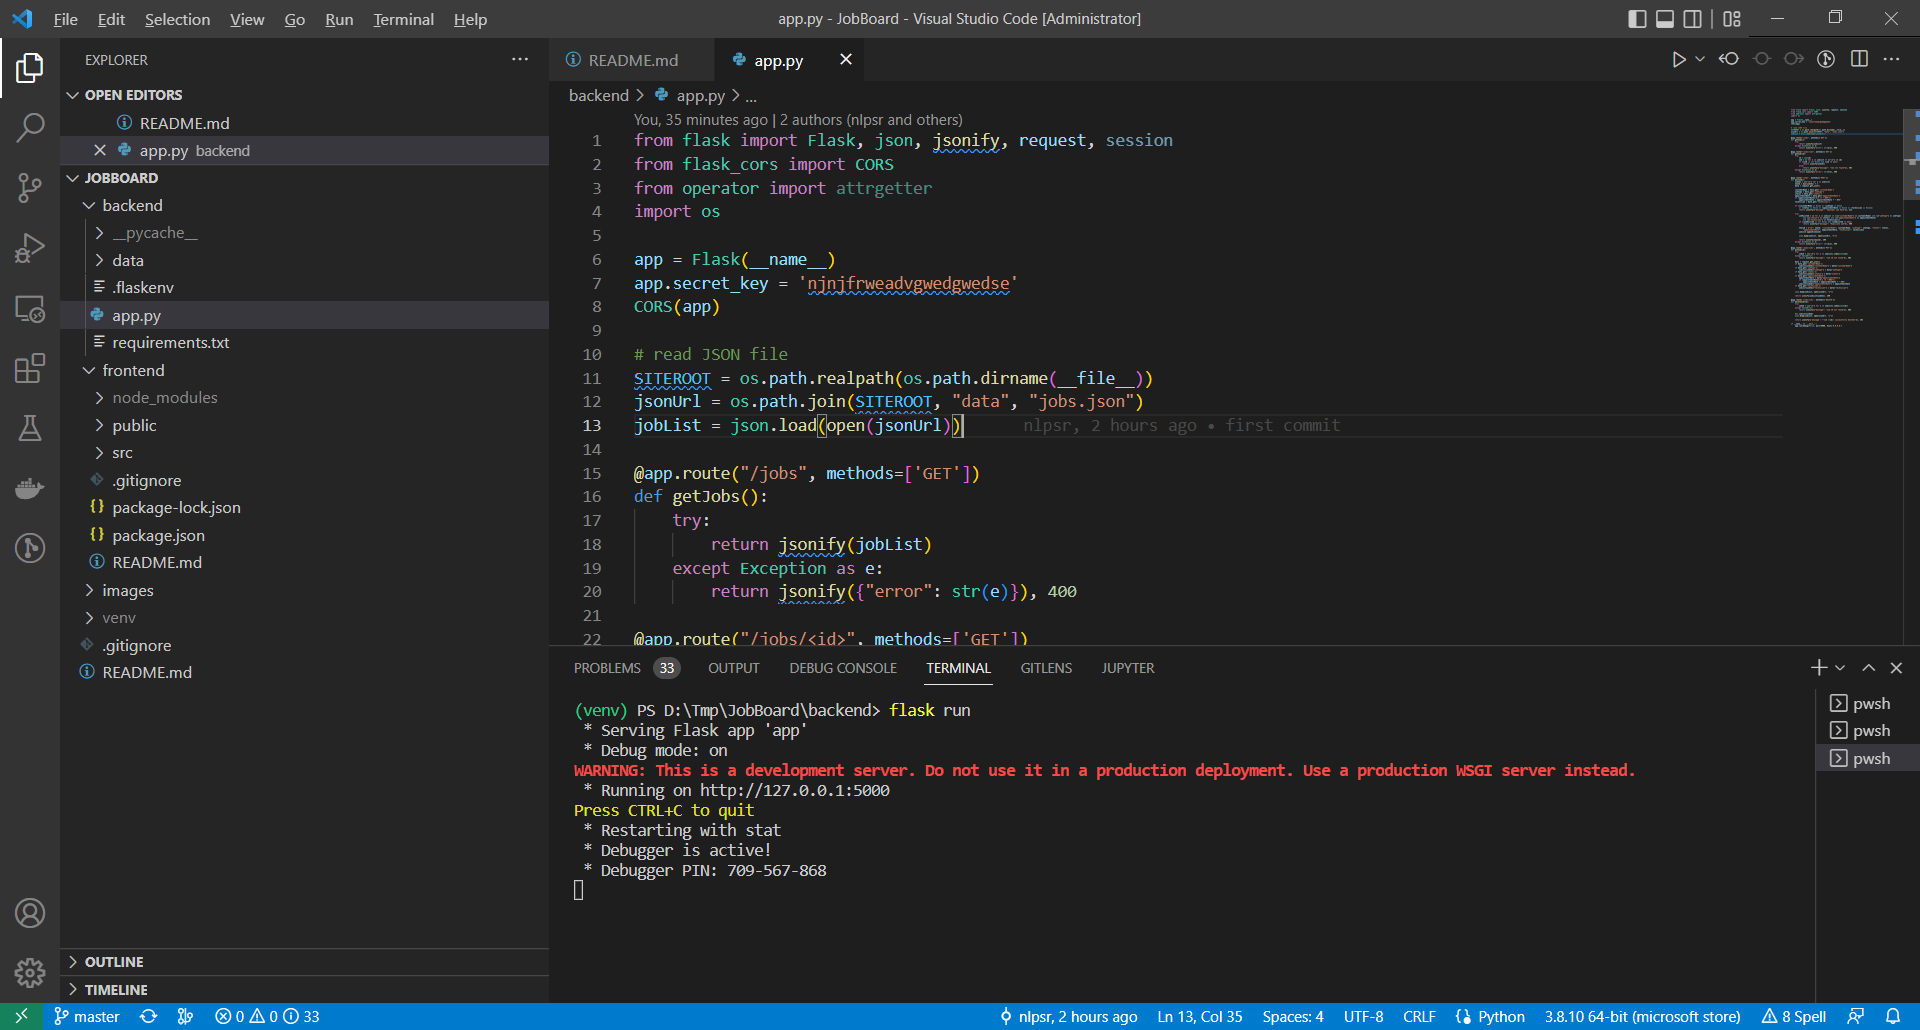 File Edit Selection View Go Run Terminal Help
app.py - JobBoard - Visual Studio Code [Administrator]
EXPLORER
OPEN EDITORS
README.md
app.py backend
JOBBOARD
backend
__pycache__
data
.flaskenv
app.py
requirements.txt
frontend
node_modules
public
src
.gitignore
package-lock.json
package.json
README.md
images
venv
.gitignore
README.md
OUTLINE
TIMELINE
README.md
app.py
backend > app.py > ...
You, 35 minutes ago | 2 authors (nlpsr and others)
1 from flask import Flask, json, jsonify, request, session
2 from flask_cors import CORS
3 from operator import attrgetter
4 import os
5
6 app = Flask(__name__)
7 app.secret_key = 'njnjfrweadvgwedgwedse'
8 CORS(app)
9
10 # read JSON file
11 SITEROOT = os.path.realpath(os.path.dirname(__file__))
12 jsonUrl = os.path.join(SITEROOT, "data", "jobs.json")
13 jobList = json.load(open(jsonUrl)) nlpsr, 2 hours ago • first commit
14
15 @app.route("/jobs", methods=['GET'])
16 def getJobs():
17 try:
18 return jsonify(jobList)
19 except Exception as e:
20 return jsonify({"error": str(e)}), 400
21
22 @app.route("/jobs/<id>", methods=['GET'])
PROBLEMS 33 OUTPUT DEBUG CONSOLE TERMINAL GITLENS JUPYTER
(venv) PS D:\Tmp\JobBoard\backend> flask run
* Serving Flask app 'app'
* Debug mode: on
WARNING: This is a development server. Do not use it in a production deployment. Use a production WSGI server instead.
* Running on http://127.0.0.1:5000
Press CTRL+C to quit
* Restarting with stat
* Debugger is active!
* Debugger PIN: 709-567-868
pwsh
pwsh
pwsh
master 0 0 33 nlpsr, 2 hours ago Ln 13, Col 35 Spaces: 4 UTF-8 CRLF Python 3.8.10 64-bit (microsoft store) 8 Spell